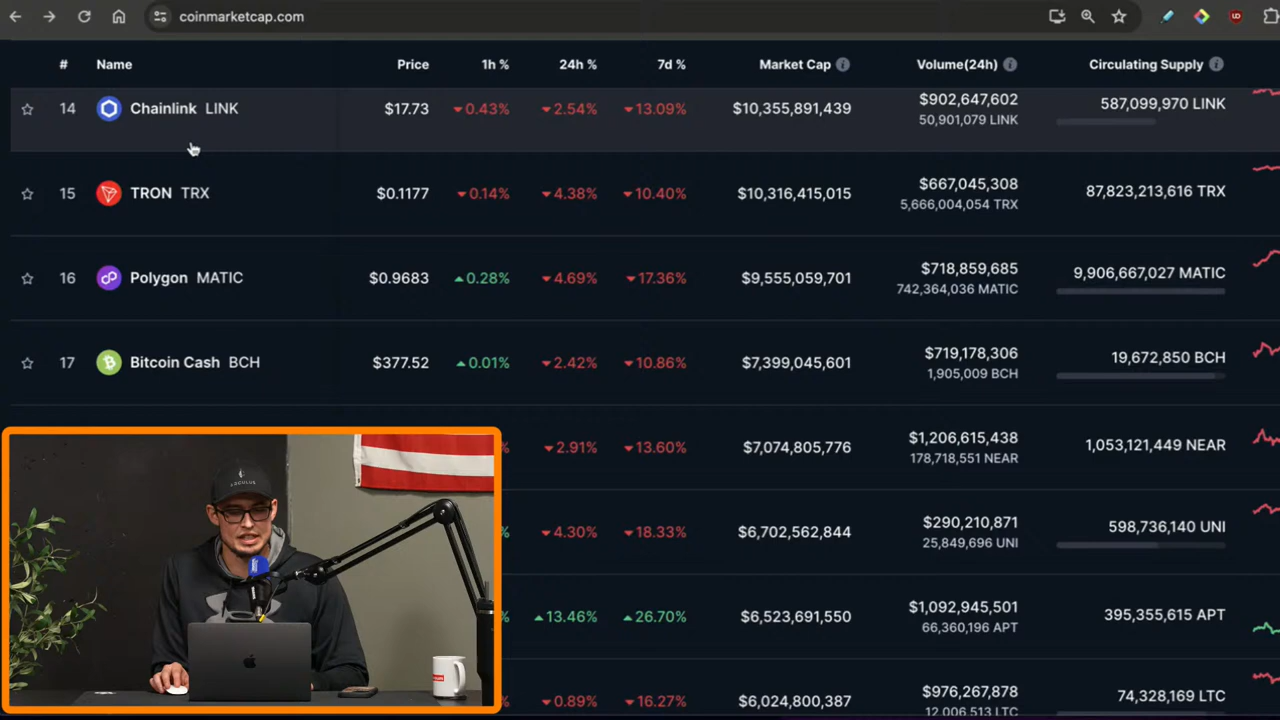 coinmarketcap.com
# Name Price 1h % 24h % 7d % Market Cap Volume(24h) Circulating Supply
14 Chainlink LINK $17.73 0.43% 2.54% 13.09% $10,355,891,439 $902,647,602 587,099,970 LINK
50,901,079 LINK
15 TRON TRX $0.1177 0.14% 4.38% 10.40% $10,316,415,015 $667,045,308 87,823,213,616 TRX
5,666,004,054 TRX
16 Polygon MATIC $0.9683 0.28% 4.69% 17.36% $9,555,059,701 $718,859,685 9,906,667,027 MATIC
742,364,036 MATIC
17 Bitcoin Cash BCH $377.52 0.01% 2.42% 10.86% $7,399,045,601 $719,178,306 19,672,850 BCH
1,905,009 BCH
% 2.91% 13.60% $7,074,805,776 $1,206,615,438 1,053,121,449 NEAR
178,718,551 NEAR
% 4.30% 18.33% $6,702,562,844 $290,210,871 598,736,140 UNI
25,849,696 UNI
% 13.46% 26.70% $6,523,691,550 $1,092,945,501 395,355,615 APT
66,360,196 APT
% 0.89% 16.27% $6,024,800,387 $976,267,878 74,328,169 LTC
12,006,513 LTC